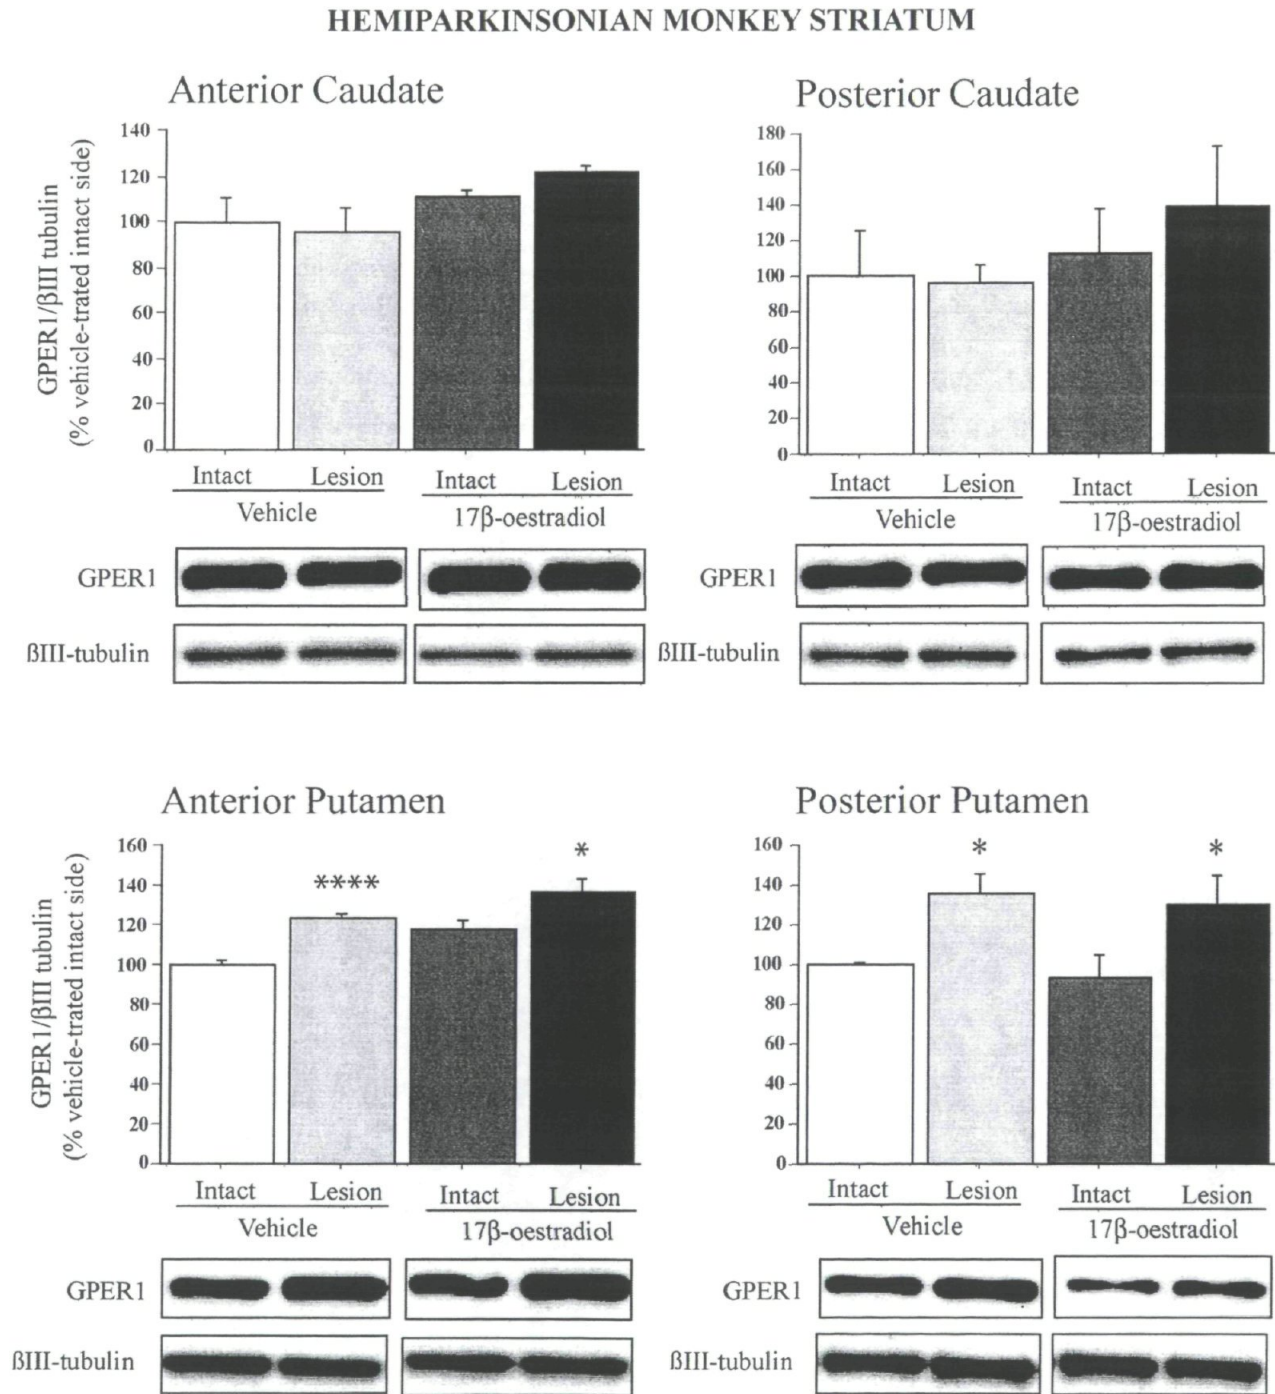 HEMIPARKINSONIAN MONKEY STRIATUM
Anterior Caudate
GPER1/βIII tubulin
(% vehicle-trated intact side)
140
120
100
80
60
40
20
0
Intact Lesion Intact Lesion
Vehicle 17β-oestradiol
GPER1
ßIII-tubulin
Posterior Caudate
180
160
140
120
100
80
60
40
20
0
Intact Lesion Intact Lesion
Vehicle 17β-oestradiol
GPER1
ßIII-tubulin
Anterior Putamen
GPER1/βIII tubulin
(% vehicle-trated intact side)
160
140
120
100
80
60
40
20
0
**** *
Intact Lesion Intact Lesion
Vehicle 17β-oestradiol
GPER1
ßIII-tubulin
Posterior Putamen
160
140
120
100
80
60
40
20
0
* *
Intact Lesion Intact Lesion
Vehicle 17β-oestradiol
GPER1
ßIII-tubulin